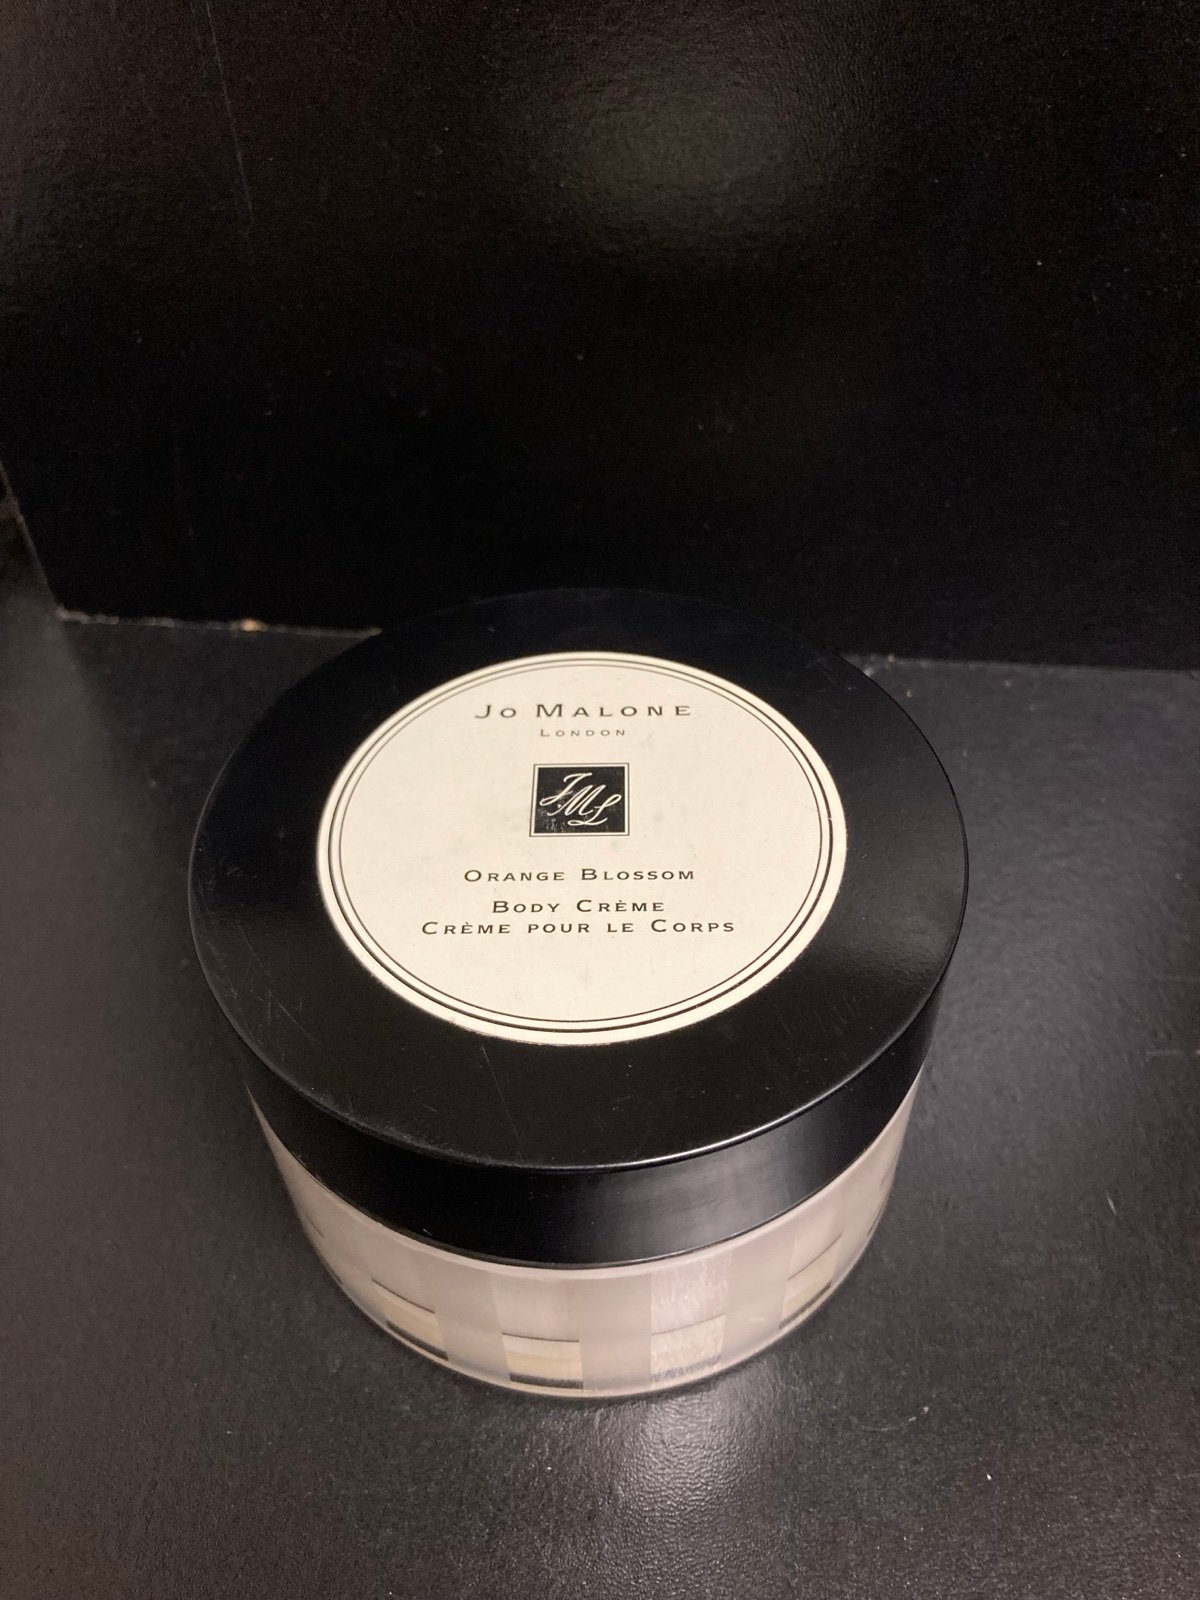 Jo Malone
London
JML
Orange Blossom
Body Crème
Crème pour le Corps